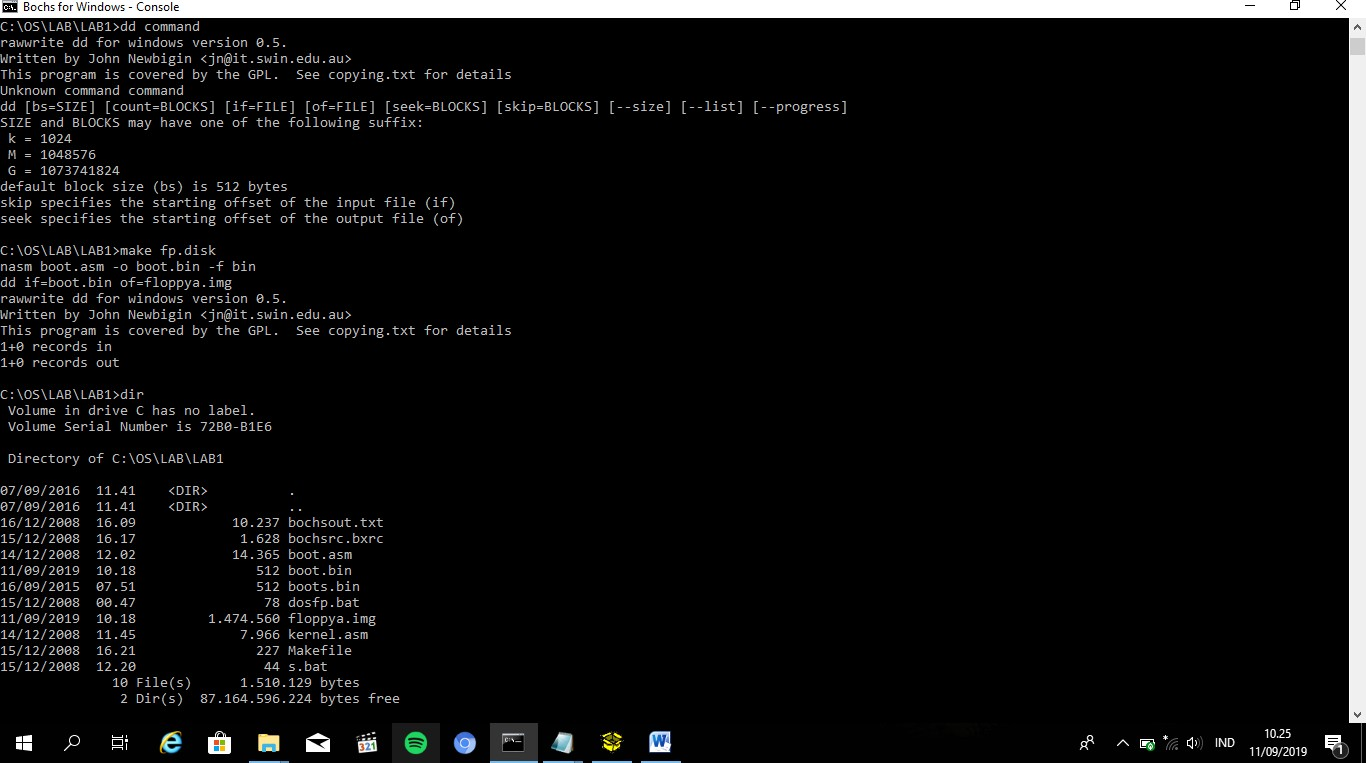 Bochs for Windows - Console
C:\OS\LAB\LAB1>dd command
rawwrite dd for windows version 0.5.
Written by John Newbigin <jn@it.swin.edu.au>
This program is covered by the GPL.  See copying.txt for details
Unknown command command
dd [bs=SIZE] [count=BLOCKS] [if=FILE] [of=FILE] [seek=BLOCKS] [skip=BLOCKS] [--size] [--list] [--progress]
SIZE and BLOCKS may have one of the following suffix:
 k = 1024
 M = 1048576
 G = 1073741824
default block size (bs) is 512 bytes
skip specifies the starting offset of the input file (if)
seek specifies the starting offset of the output file (of)
C:\OS\LAB\LAB1>make fp.disk
nasm boot.asm -o boot.bin -f bin
dd if=boot.bin of=floppya.img
rawwrite dd for windows version 0.5.
Written by John Newbigin <jn@it.swin.edu.au>
This program is covered by the GPL.  See copying.txt for details
1+0 records in
1+0 records out
C:\OS\LAB\LAB1>dir
 Volume in drive C has no label.
 Volume Serial Number is 72B0-B1E6
 Directory of C:\OS\LAB\LAB1
07/09/2016  11.41    <DIR>          .
07/09/2016  11.41    <DIR>          ..
16/12/2008  16.09            10.237 bochsout.txt
15/12/2008  16.17             1.628 bochsrc.bxrc
14/12/2008  12.02            14.365 boot.asm
11/09/2019  10.18               512 boot.bin
16/09/2015  07.51               512 boots.bin
15/12/2008  00.47                78 dosfp.bat
11/09/2019  10.18         1.474.560 floppya.img
14/12/2008  11.45             7.966 kernel.asm
15/12/2008  16.21               227 Makefile
15/12/2008  12.20                44 s.bat
              10 File(s)      1.510.129 bytes
               2 Dir(s)  87.164.596.224 bytes free
321
IND
10.25
11/09/2019
1